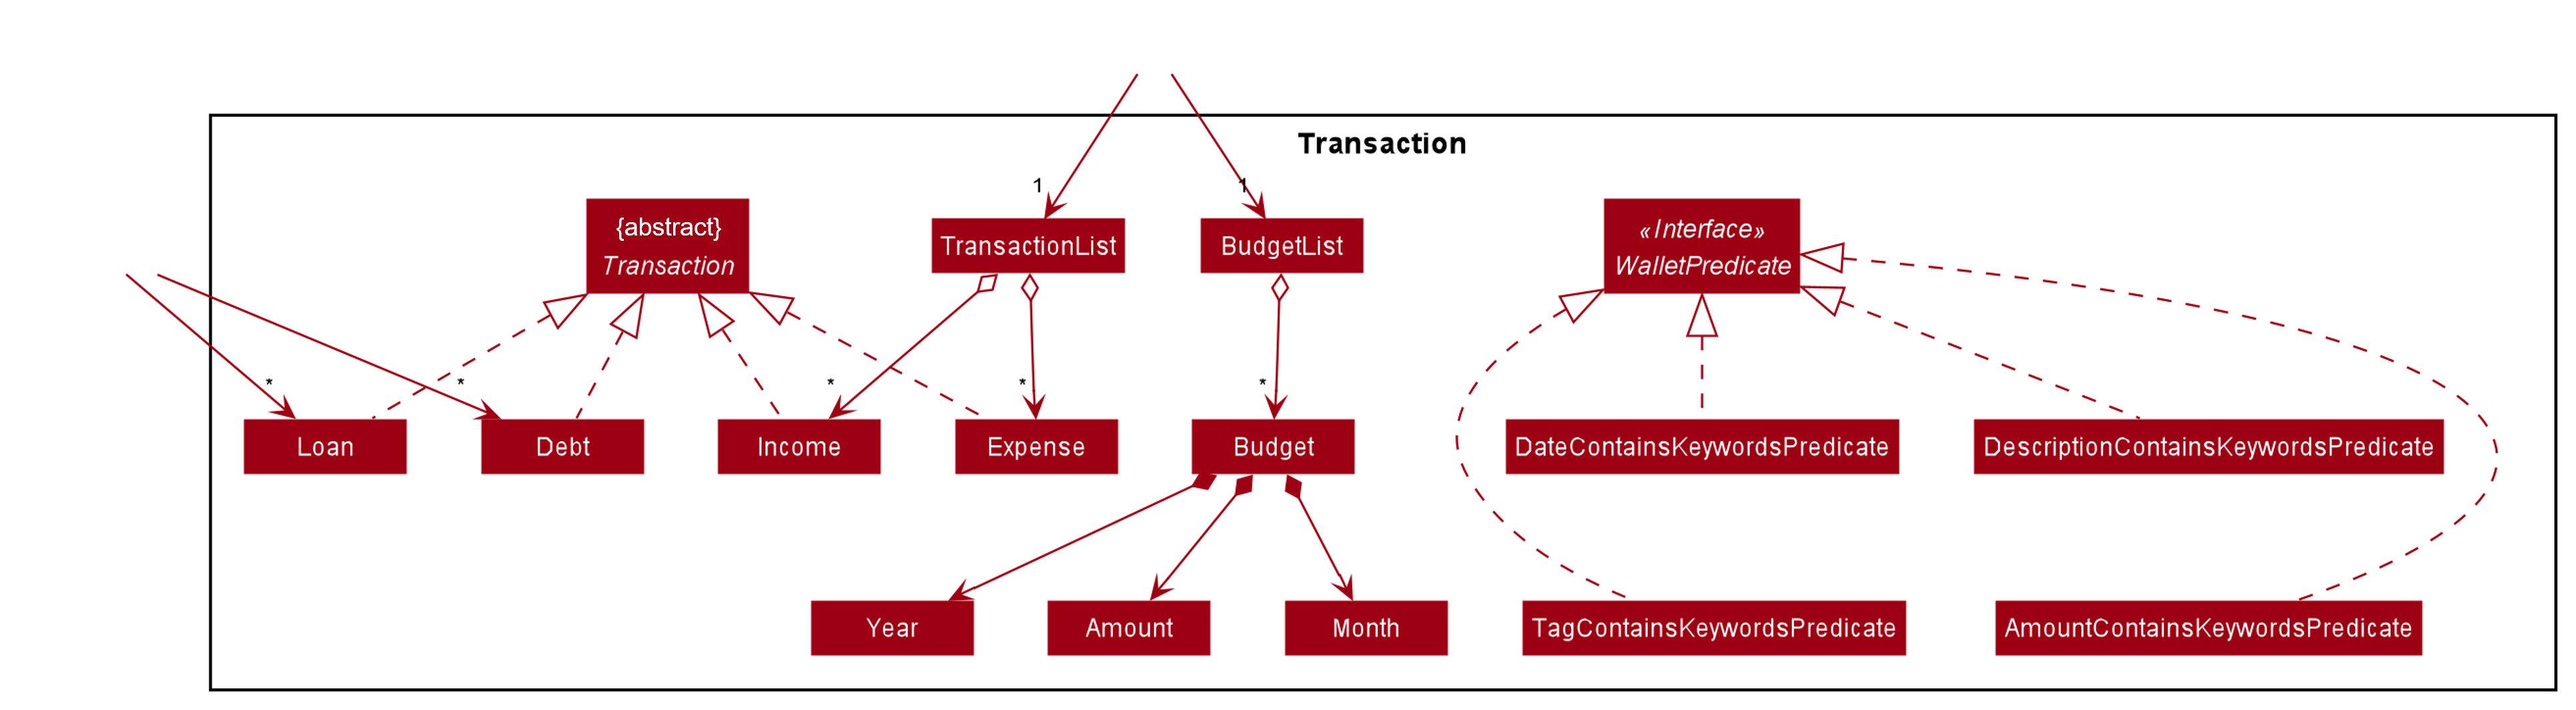 Transaction
1
1
{abstract}
Transaction
TransactionList
BudgetList
«Interface»
WalletPredicate
*
*
*
*
*
Loan
Debt
Income
Expense
Budget
DateContainsKeywordsPredicate
DescriptionContainsKeywordsPredicate
Year
Amount
Month
TagContainsKeywordsPredicate
AmountContainsKeywordsPredicate